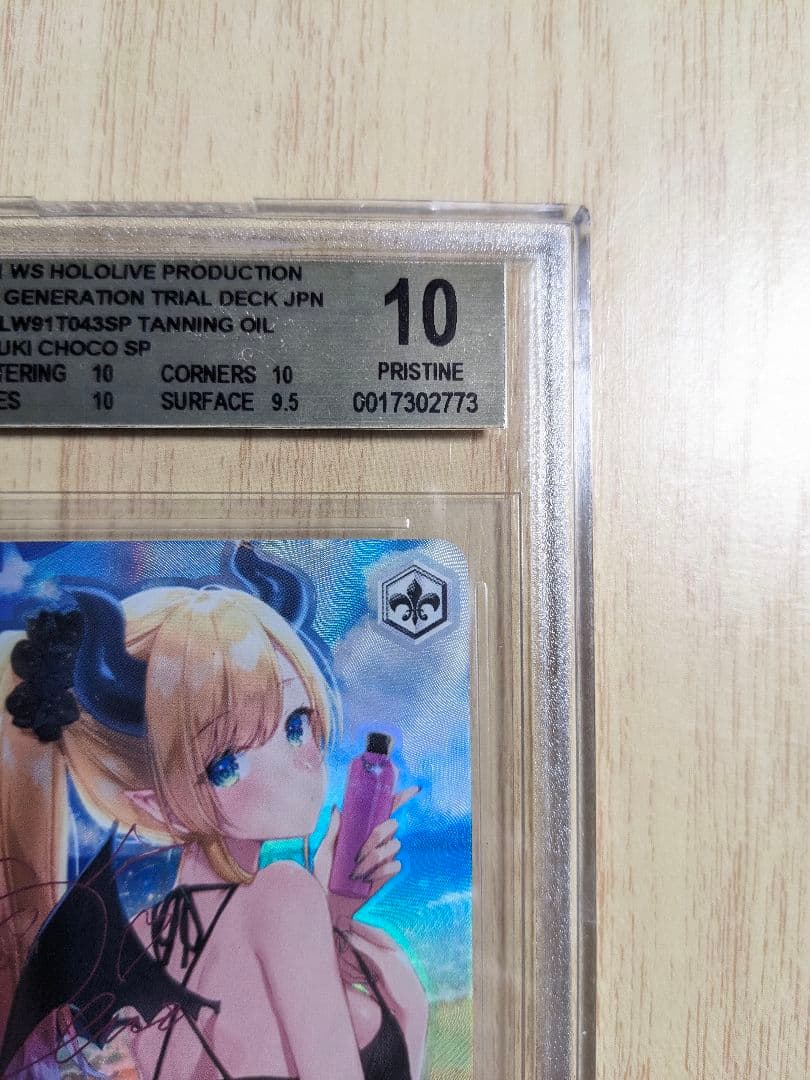 WS HOLOLIVE PRODUCTION
GENERATION TRIAL DECK JPN
LW91T043SP TANNING OIL
UKI CHOCO SP
TERING 10 CORNERS 10
ES 10 SURFACE 9.5
10
PRISTINE
0017302773